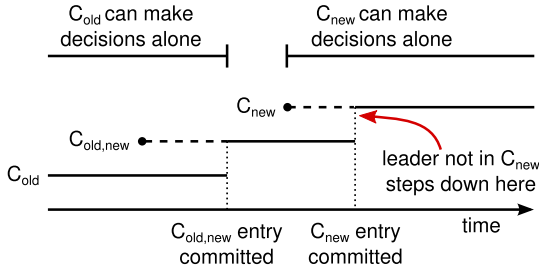 C_old can make
decisions alone
C_new can make
decisions alone
C_new
C_old,new
leader not in C_new
steps down here
C_old
time
C_old,new entry
committed
C_new entry
committed